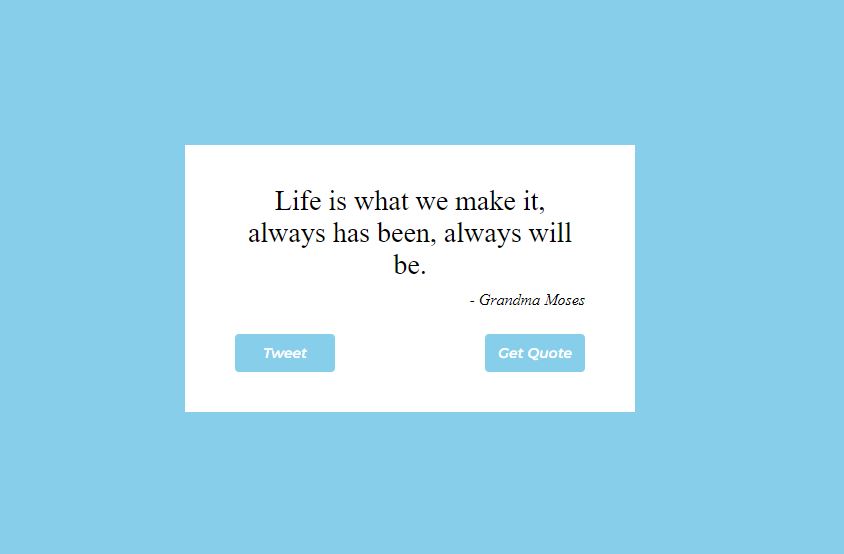 Life is what we make it,
always has been, always will
be.
- Grandma Moses
Tweet
Get Quote